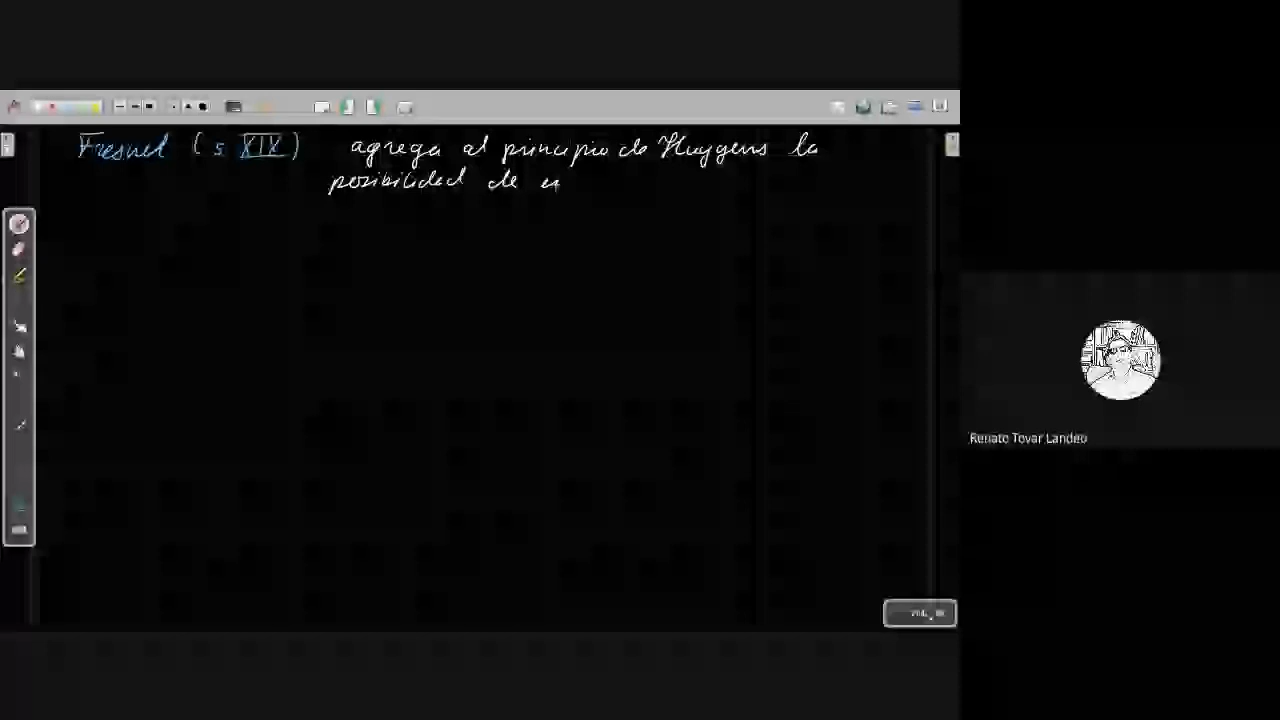 Fresnel (s XIX) agrega al principio de Huygens la
posibilidad de
Renato Tovar Landeo